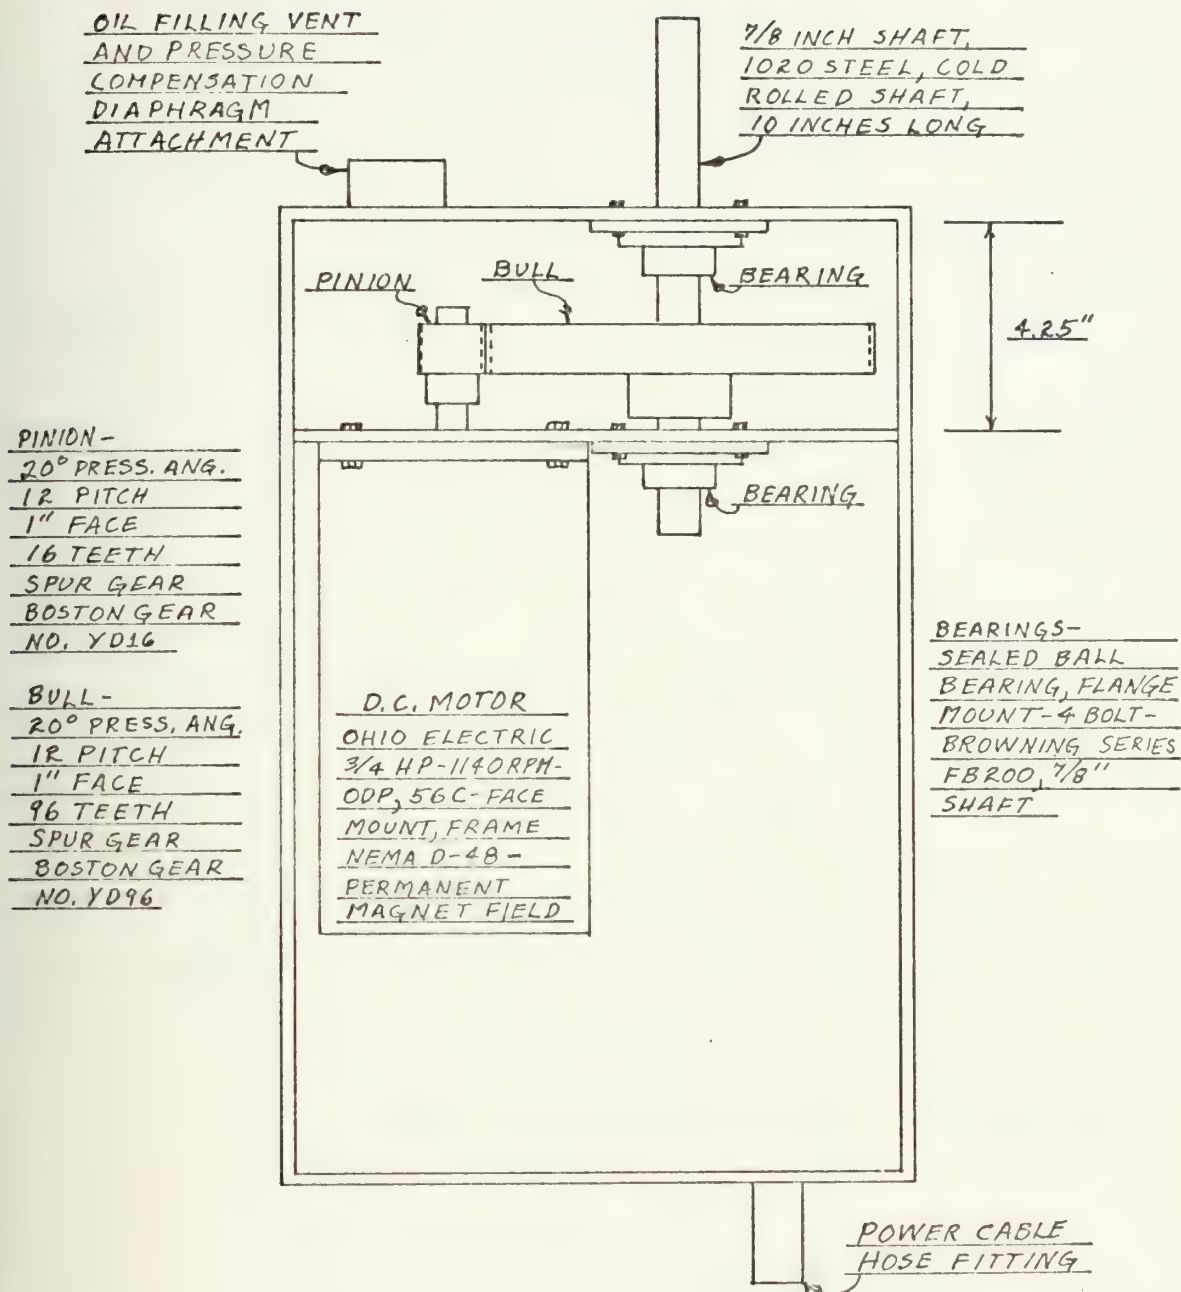 OIL FILLING VENT
AND PRESSURE
COMPENSATION
DIAPHRAGM
ATTACHMENT
7/8 INCH SHAFT,
1020 STEEL, COLD
ROLLED SHAFT,
10 INCHES LONG
PINION
BULL
BEARING
4.25"
BEARING
PINION-
20° PRESS. ANG.
12 PITCH
1" FACE
16 TEETH
SPUR GEAR
BOSTON GEAR
NO. YD16
BULL-
20° PRESS. ANG.
12 PITCH
1" FACE
96 TEETH
SPUR GEAR
BOSTON GEAR
NO. YD96
D.C. MOTOR
OHIO ELECTRIC
3/4 HP-1140RPM-
ODP, 56C-FACE
MOUNT, FRAME
NEMA D-48-
PERMANENT
MAGNET FIELD
BEARINGS-
SEALED BALL
BEARING, FLANGE
MOUNT-4 BOLT-
BROWNING SERIES
FB200, 7/8"
SHAFT
POWER CABLE
HOSE FITTING